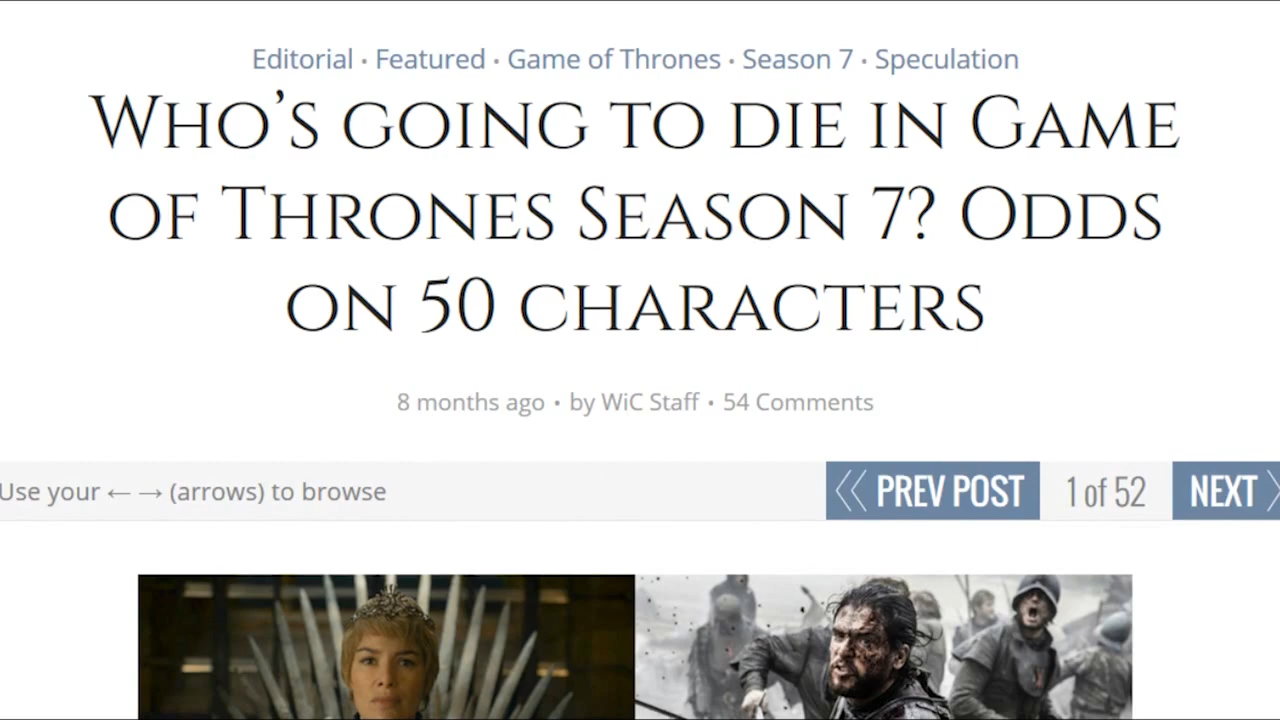 Editorial · Featured · Game of Thrones · Season 7 · Speculation
Who's going to die in Game
of Thrones Season 7? Odds
on 50 characters
8 months ago · by WiC Staff · 54 Comments
Use your ← → (arrows) to browse
PREV POST
1 of 52
NEXT